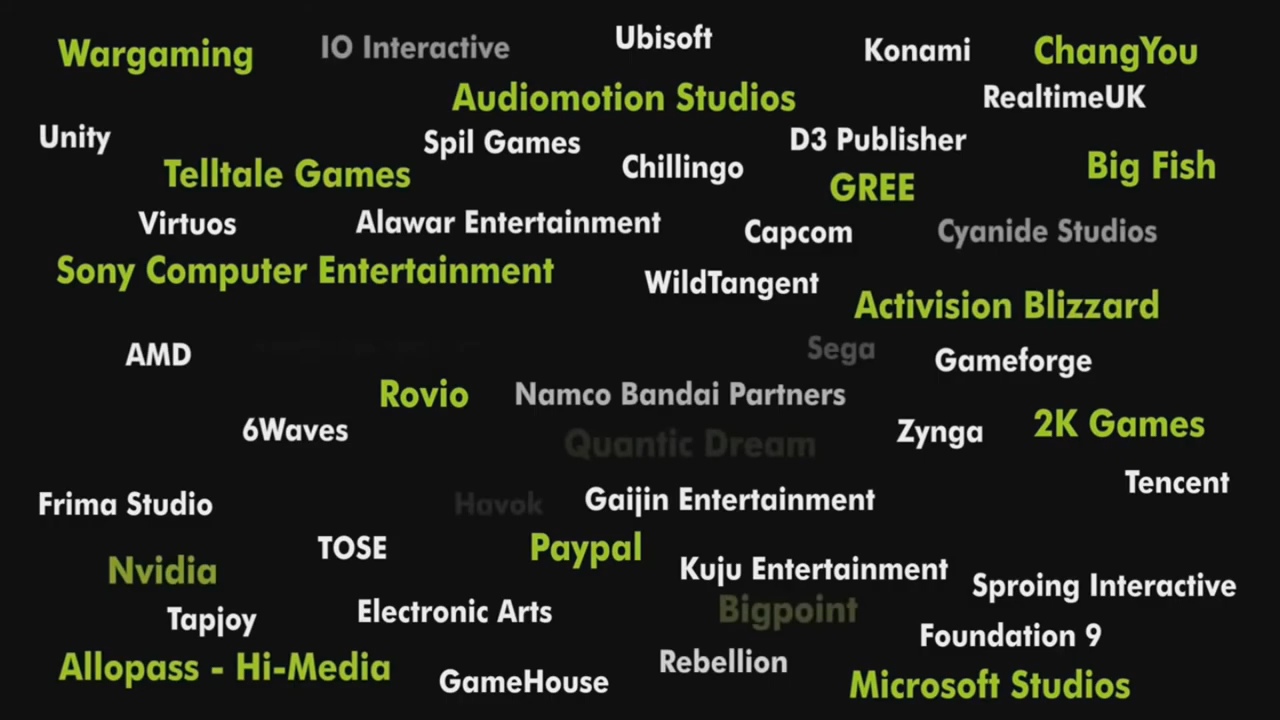 Wargaming
IO Interactive
Ubisoft
Konami
ChangYou
Audiomotion Studios
RealtimeUK
Unity
Spil Games
D3 Publisher
Telltale Games
Chillingo
GREE
Big Fish
Virtuos
Alawar Entertainment
Capcom
Cyanide Studios
Sony Computer Entertainment
WildTangent
Activision Blizzard
AMD
Sega
Gameforge
Rovio
Namco Bandai Partners
6Waves
Quantic Dream
Zynga
2K Games
Tencent
Frima Studio
Havok
Gaijin Entertainment
TOSE
Paypal
Nvidia
Kuju Entertainment
Sproing Interactive
Tapjoy
Electronic Arts
Bigpoint
Foundation 9
Allopass - Hi-Media
GameHouse
Rebellion
Microsoft Studios